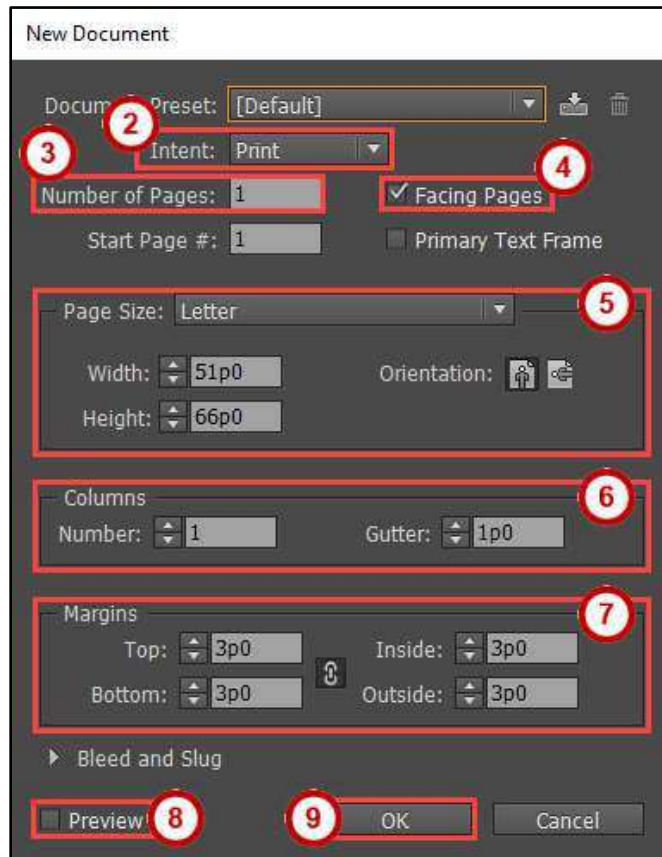 New Document
Docum Preset: [Default]
2
Intent: Print
3
4
Number of Pages: 1
Facing Pages
Start Page #: 1
Primary Text Frame
5
Page Size: Letter
Width: 51p0
Orientation:
Height: 66p0
6
Columns
Number: 1
Gutter: 1p0
7
Margins
Top: 3p0
Inside: 3p0
Bottom: 3p0
Outside: 3p0
Bleed and Slug
Preview
8
9
OK
Cancel